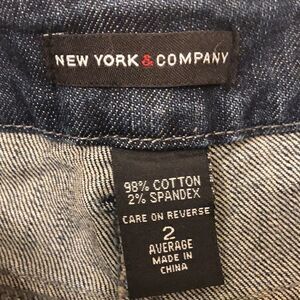 NEW YORK & COMPANY
98% COTTON
2% SPANDEX
CARE ON REVERSE
2
AVERAGE
MADE IN
CHINA